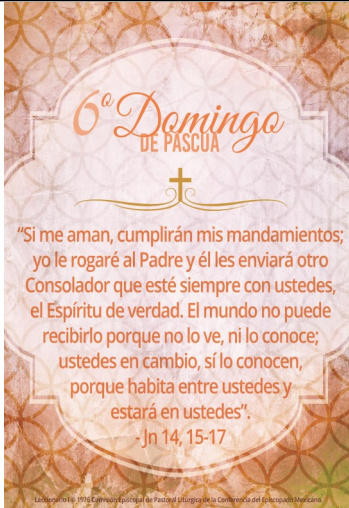 6º Domingo
DE PASCUA
“Si me aman, cumplirán mis mandamientos;
yo le rogaré al Padre y él les enviará otro
Consolador que esté siempre con ustedes,
el Espíritu de verdad. El mundo no puede
recibirlo porque no lo ve, ni lo conoce;
ustedes en cambio, sí lo conocen,
porque habita entre ustedes y
estará en ustedes”.
- Jn 14, 15-17
Leccionario I © 1976 Comisión Episcopal de Pastoral Litúrgica de la Conferencia del Episcopado Mexicano